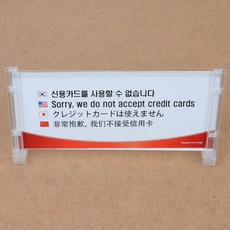 신용카드를 사용할 수 없습니다
Sorry, we do not accept credit cards
クレジットカードは使えません
非常抱歉, 我们不接受信用卡